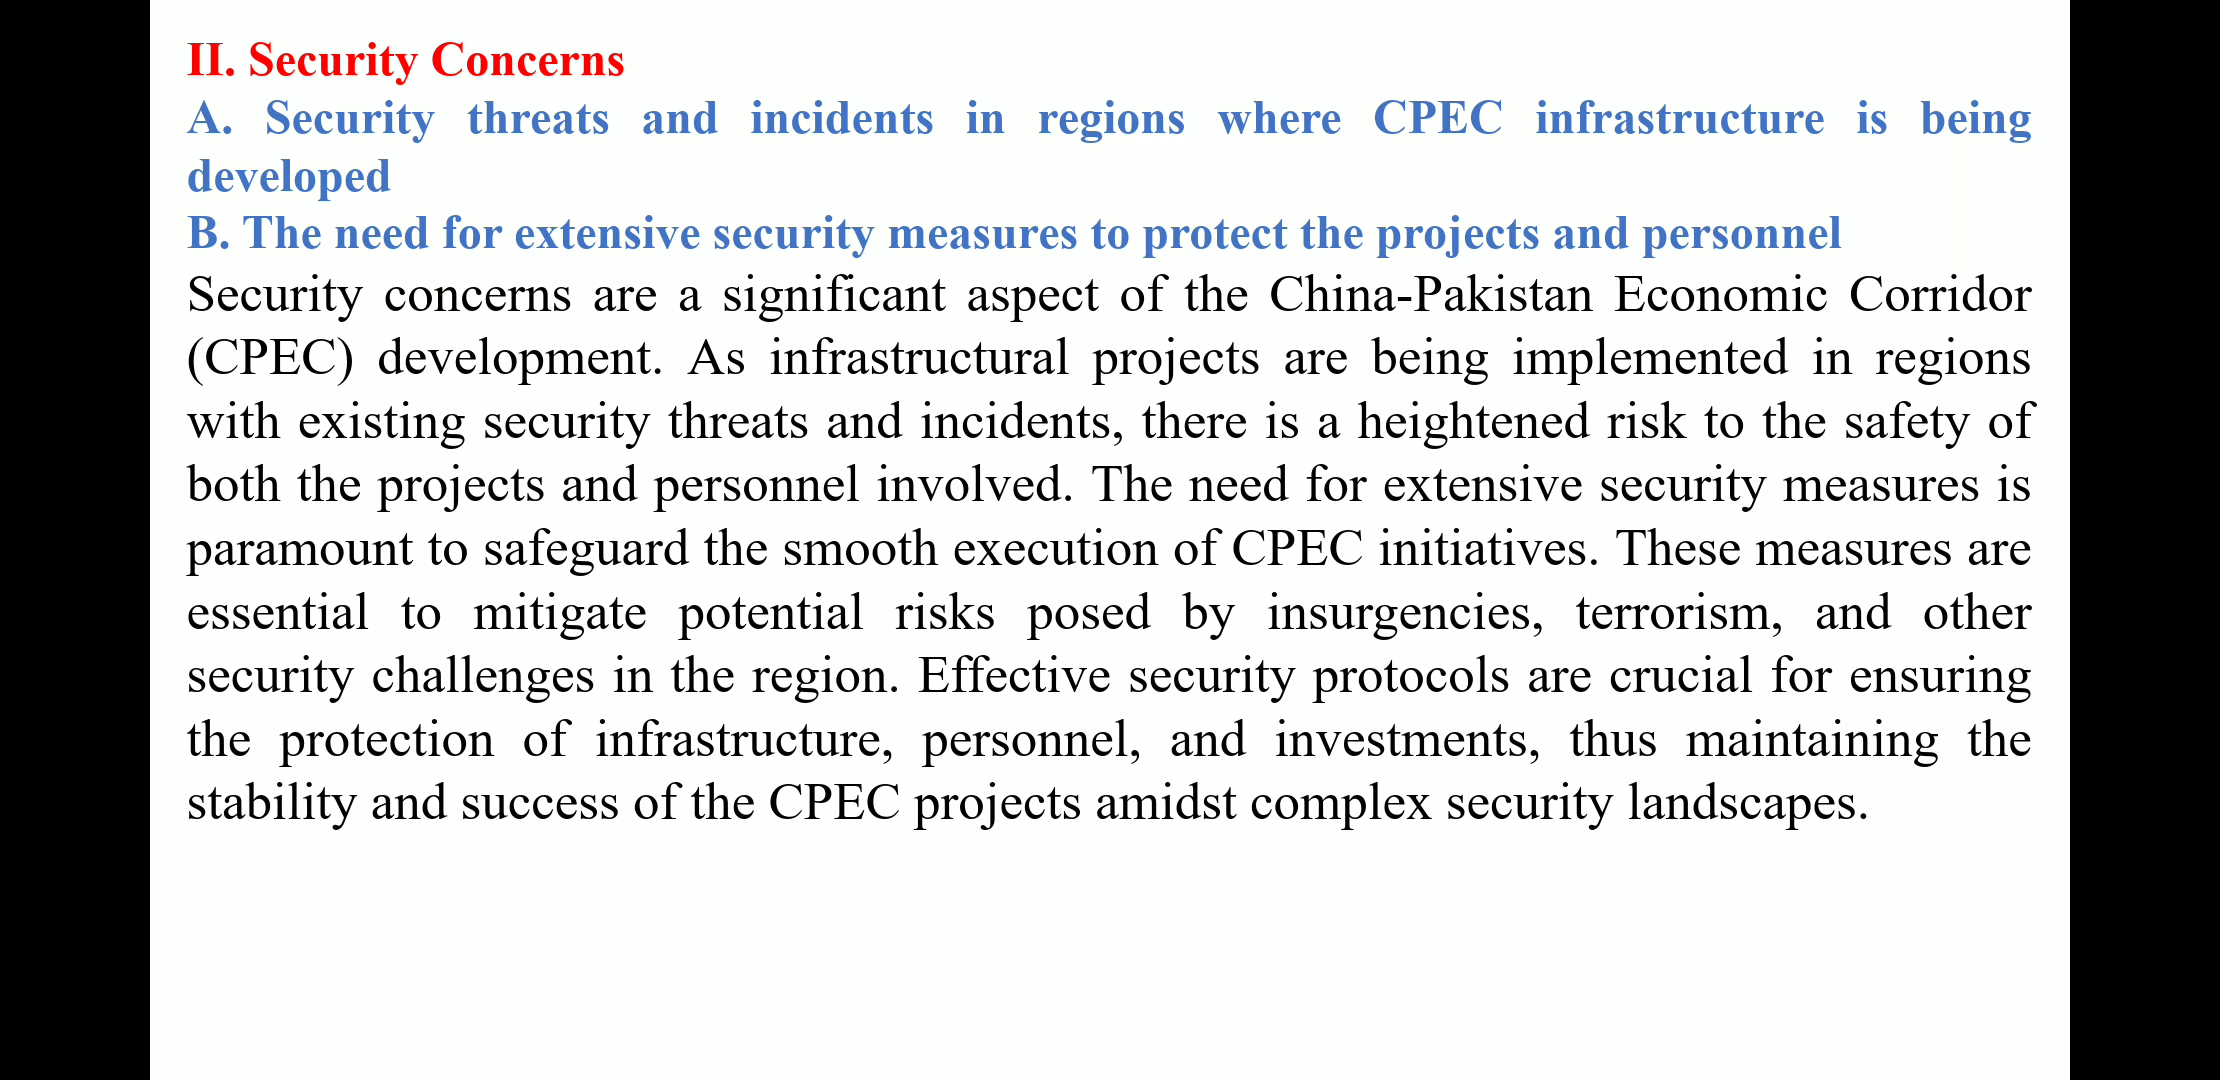 II. Security Concerns
A. Security threats and incidents in regions where CPEC infrastructure is being
developed
B. The need for extensive security measures to protect the projects and personnel
Security concerns are a significant aspect of the China-Pakistan Economic Corridor
(CPEC) development. As infrastructural projects are being implemented in regions
with existing security threats and incidents, there is a heightened risk to the safety of
both the projects and personnel involved. The need for extensive security measures is
paramount to safeguard the smooth execution of CPEC initiatives. These measures are
essential to mitigate potential risks posed by insurgencies, terrorism, and other
security challenges in the region. Effective security protocols are crucial for ensuring
the protection of infrastructure, personnel, and investments, thus maintaining the
stability and success of the CPEC projects amidst complex security landscapes.